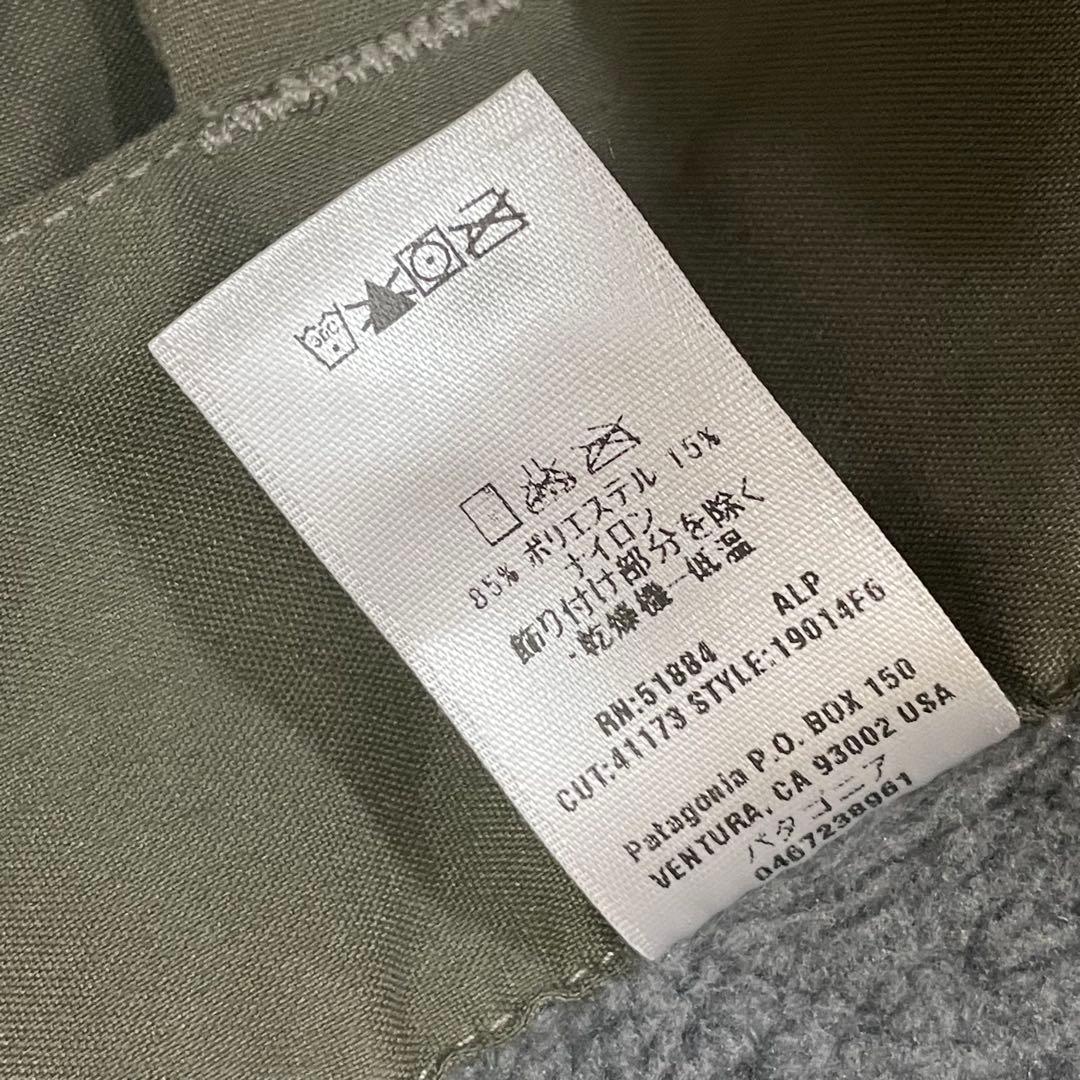 30C
85% ポリエステル 15%
ナイロン
飾り付け部分を除く
・乾燥機－低温
ALP
RN:51884
CUT:41173 STYLE:19014F6
Patagonia P.O. BOX 150
VENTURA, CA 93002 USA
パタゴニア
0467238961